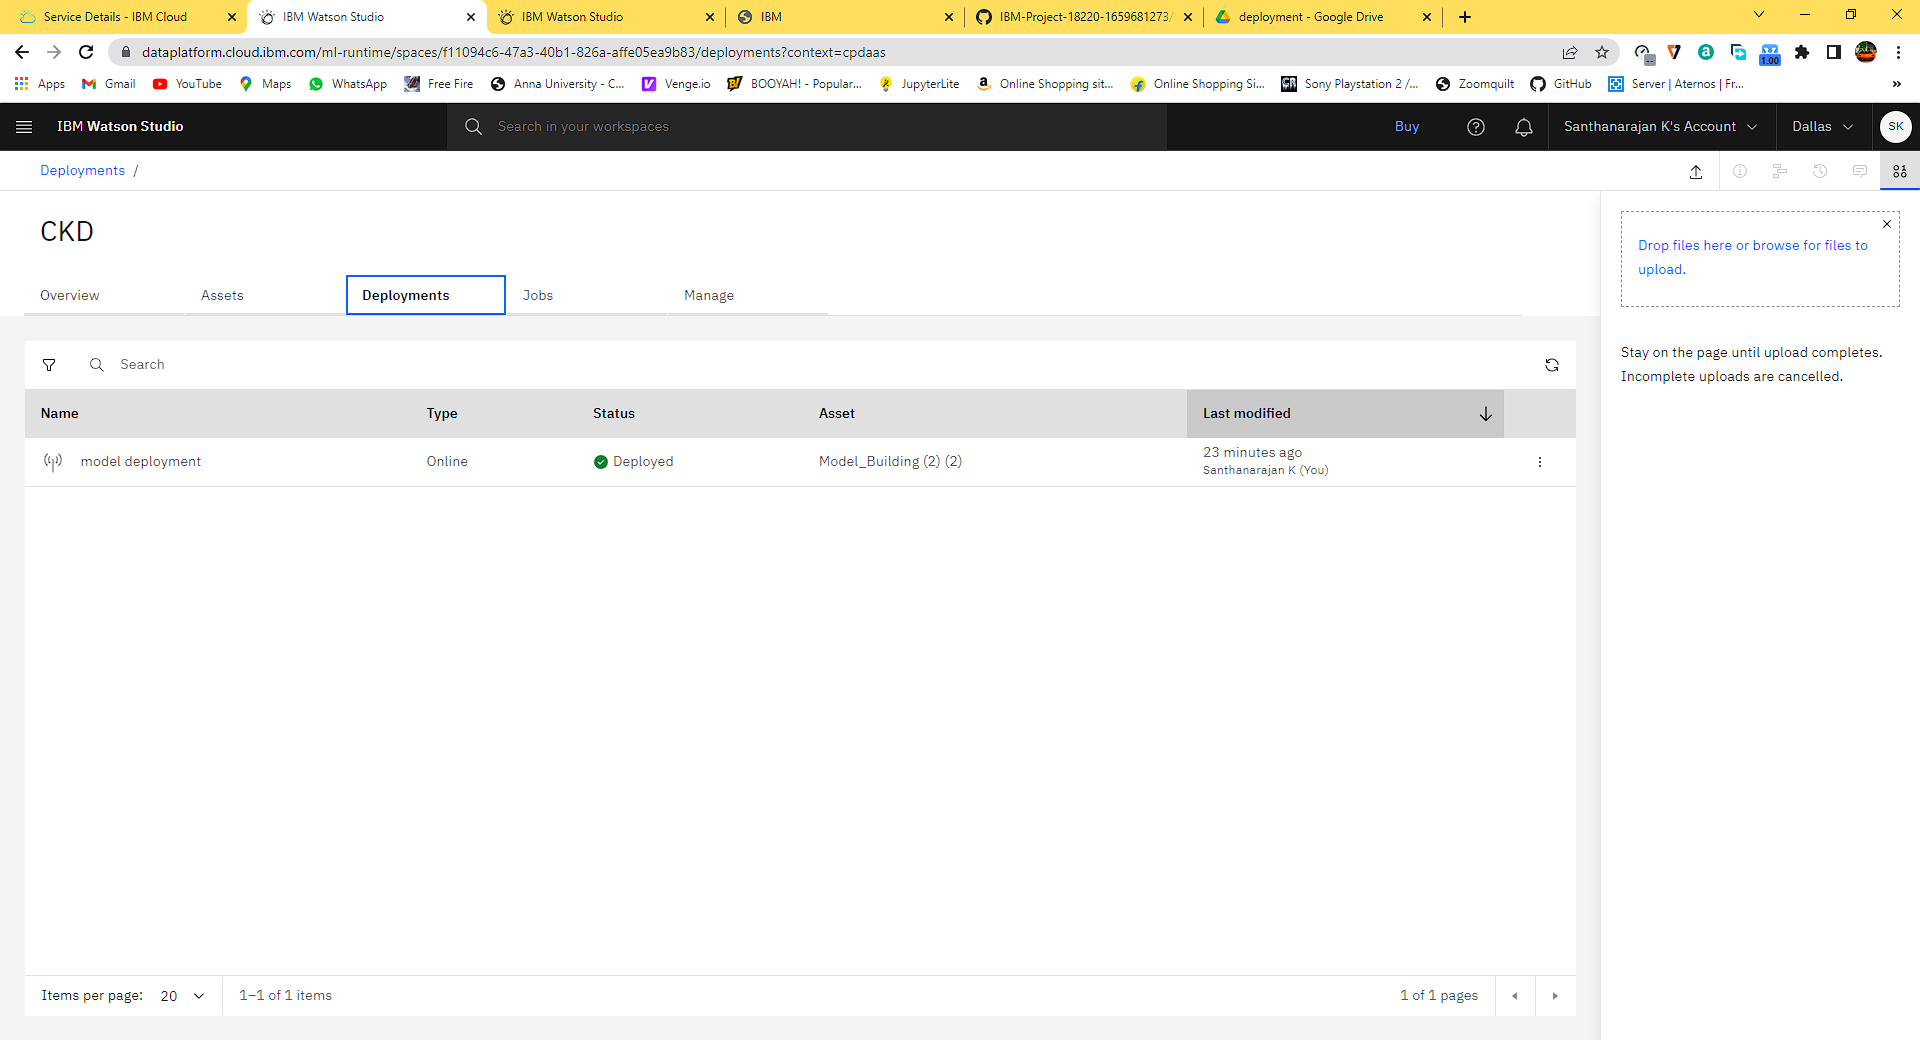 Service Details - IBM Cloud
IBM Watson Studio
IBM Watson Studio
IBM
IBM-Project-18220-1659681273/
deployment - Google Drive
dataplatform.cloud.ibm.com/ml-runtime/spaces/f11094c6-47a3-40b1-826a-affe05ea9b83/deployments?context=cpdaas
1.00
Apps
Gmail
YouTube
Maps
WhatsApp
Free Fire
Anna University - C...
Venge.io
BOOYAH! - Popular...
JupyterLite
Online Shopping sit...
Online Shopping Si...
Sony Playstation 2 /...
Zoomquilt
GitHub
Server | Aternos | Fr...
IBM Watson Studio
Search in your workspaces
Buy
Santhanarajan K's Account
Dallas
SK
Deployments /
CKD
Overview
Assets
Deployments
Jobs
Manage
Drop files here or browse for files to
upload.
Stay on the page until upload completes.
Incomplete uploads are cancelled.
Search
Name
Type
Status
Asset
Last modified
model deployment
Online
Deployed
Model_Building (2) (2)
23 minutes ago
Santhanarajan K (You)
Items per page: 20
1–1 of 1 items
1 of 1 pages